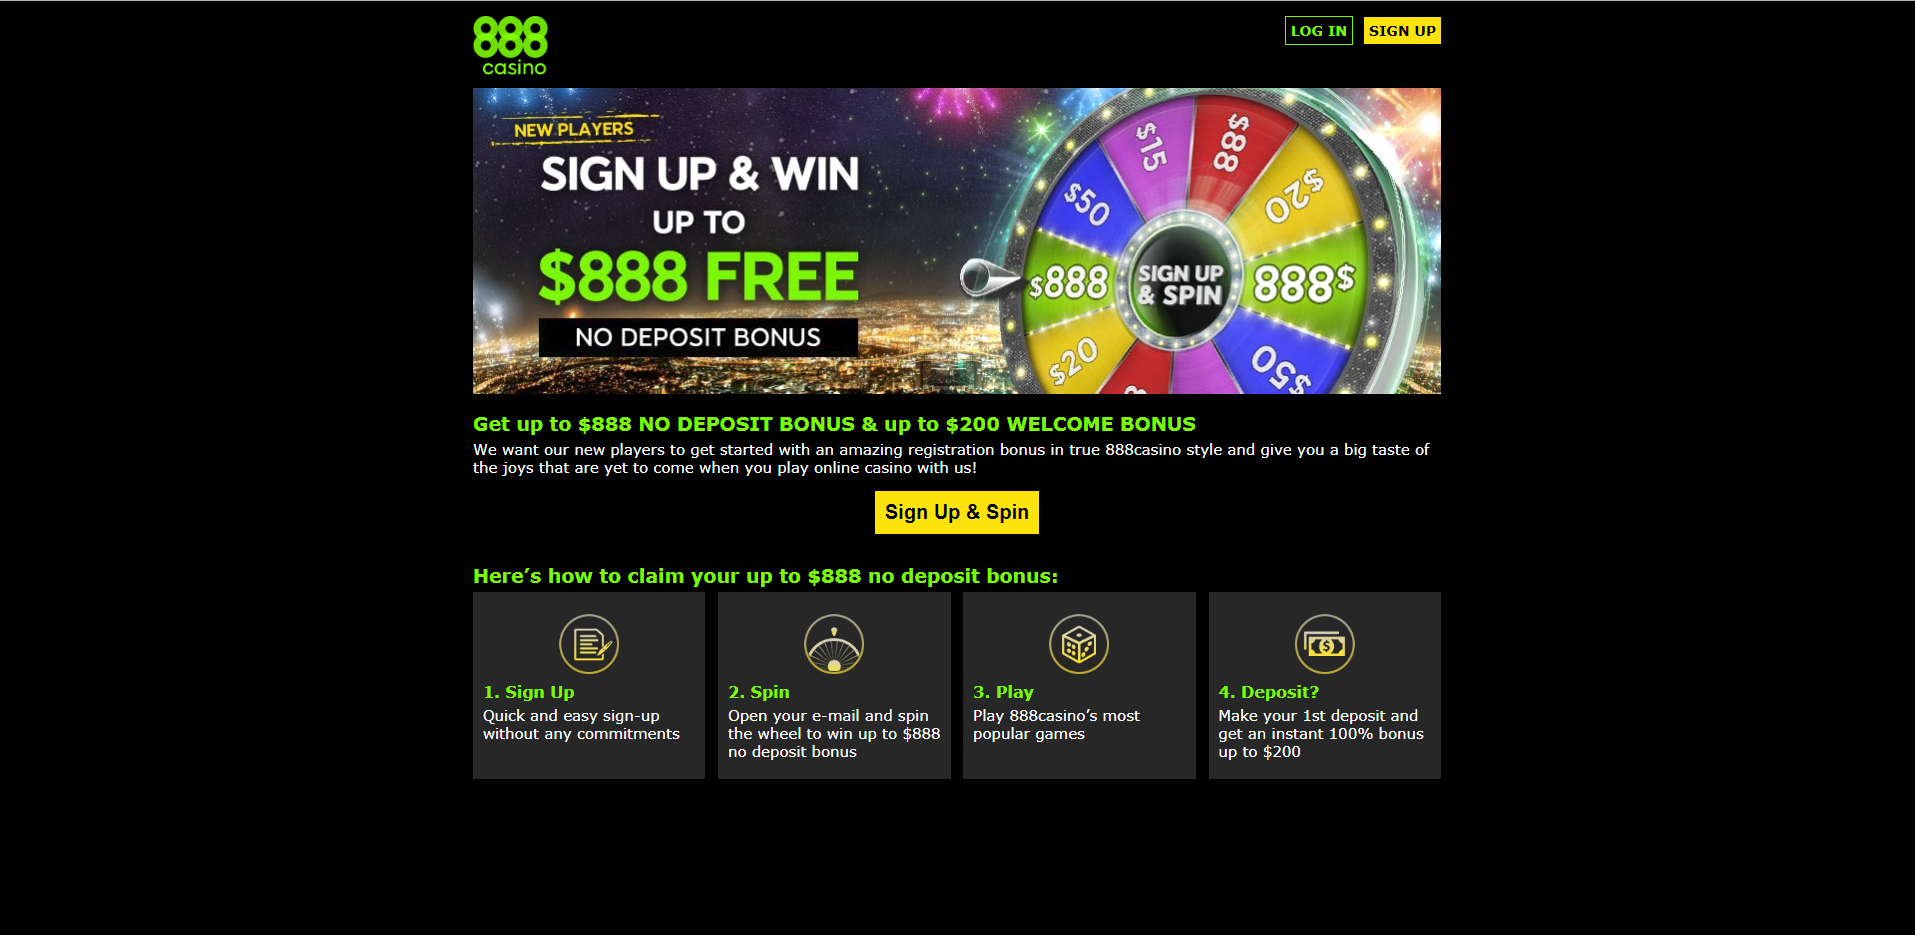 888
casino
LOG IN
SIGN UP
NEW PLAYERS
SIGN UP & WIN
UP TO
$888 FREE
NO DEPOSIT BONUS
$15
$88
$50
$20
$888
SIGN UP
& SPIN
888$
$20
$50
Get up to $888 NO DEPOSIT BONUS & up to $200 WELCOME BONUS
We want our new players to get started with an amazing registration bonus in true 888casino style and give you a big taste of
the joys that are yet to come when you play online casino with us!
Sign Up & Spin
Here’s how to claim your up to $888 no deposit bonus:
1. Sign Up
Quick and easy sign-up
without any commitments
2. Spin
Open your e-mail and spin
the wheel to win up to $888
no deposit bonus
3. Play
Play 888casino’s most
popular games
4. Deposit?
Make your 1st deposit and
get an instant 100% bonus
up to $200